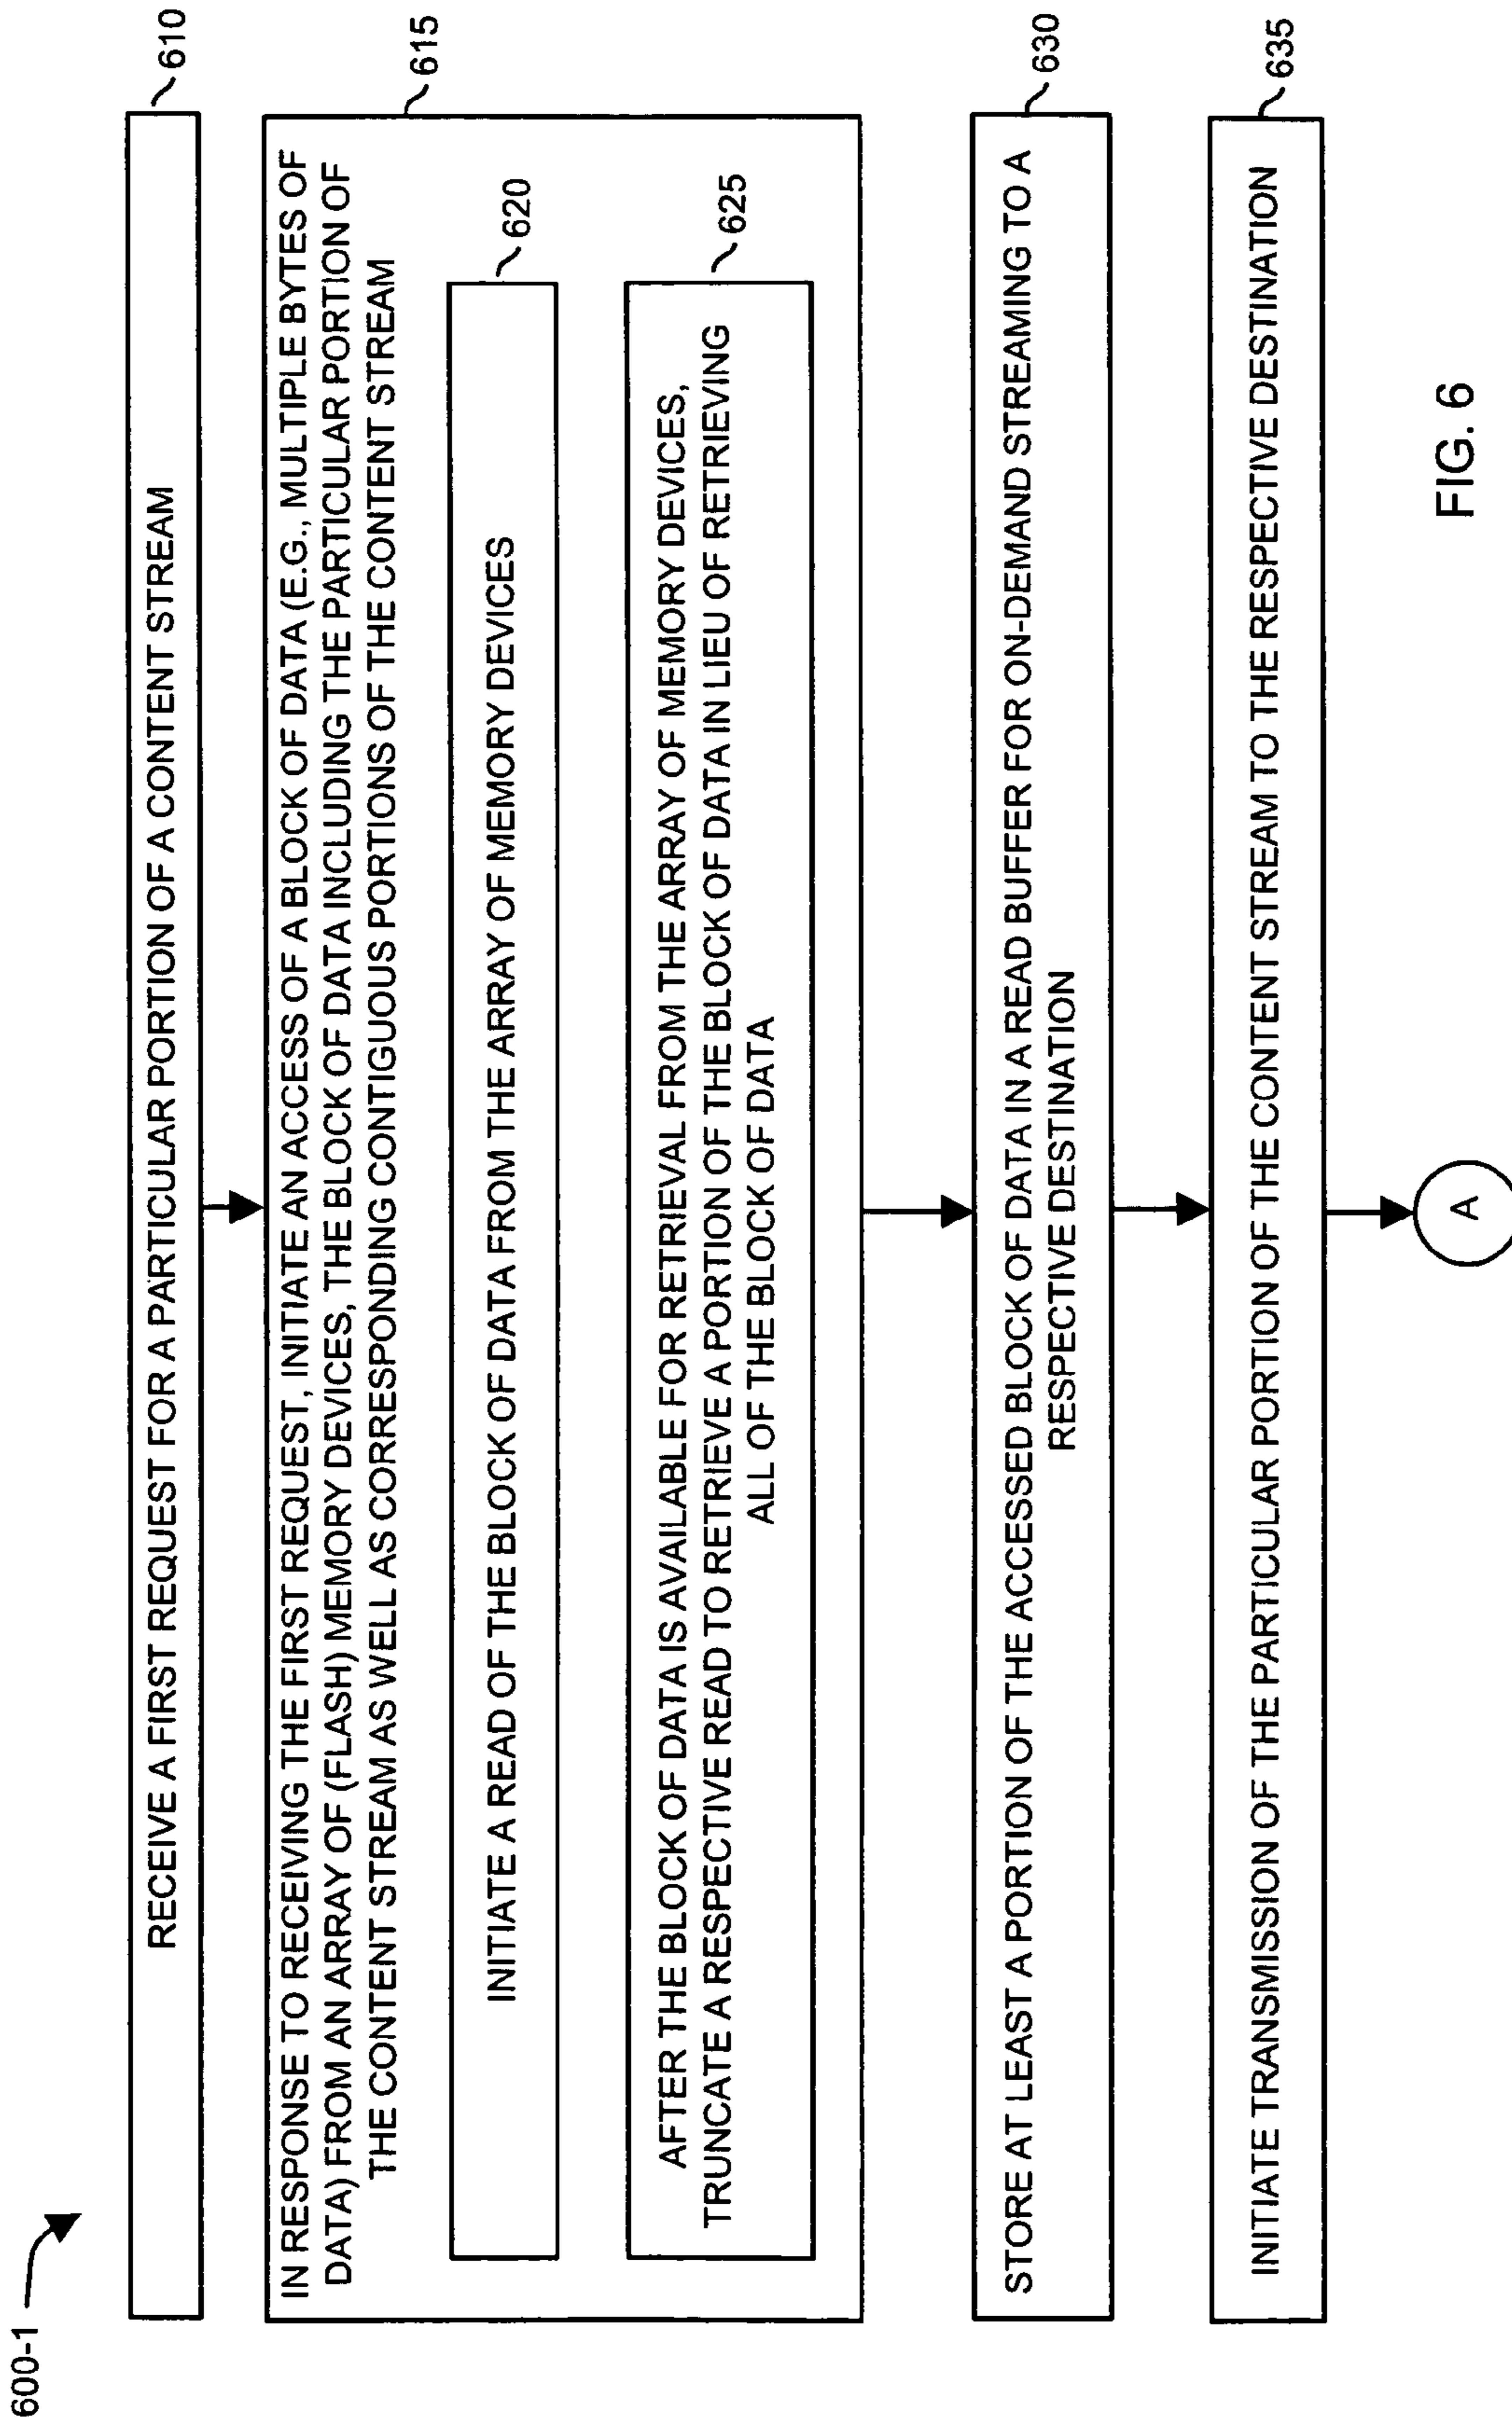 600-1
RECEIVE A FIRST REQUEST FOR A PARTICULAR PORTION OF A CONTENT STREAM
610
IN RESPONSE TO RECEIVING THE FIRST REQUEST, INITIATE AN ACCESS OF A BLOCK OF DATA (E.G., MULTIPLE BYTES OF
DATA) FROM AN ARRAY OF (FLASH) MEMORY DEVICES, THE BLOCK OF DATA INCLUDING THE PARTICULAR PORTION OF
THE CONTENT STREAM AS WELL AS CORRESPONDING CONTIGUOUS PORTIONS OF THE CONTENT STREAM
615
INITIATE A READ OF THE BLOCK OF DATA FROM THE ARRAY OF MEMORY DEVICES
620
AFTER THE BLOCK OF DATA IS AVAILABLE FOR RETRIEVAL FROM THE ARRAY OF MEMORY DEVICES,
TRUNCATE A RESPECTIVE READ TO RETRIEVE A PORTION OF THE BLOCK OF DATA IN LIEU OF RETRIEVING
ALL OF THE BLOCK OF DATA
625
STORE AT LEAST A PORTION OF THE ACCESSED BLOCK OF DATA IN A READ BUFFER FOR ON-DEMAND STREAMING TO A
RESPECTIVE DESTINATION
630
INITIATE TRANSMISSION OF THE PARTICULAR PORTION OF THE CONTENT STREAM TO THE RESPECTIVE DESTINATION
635
A
FIG. 6